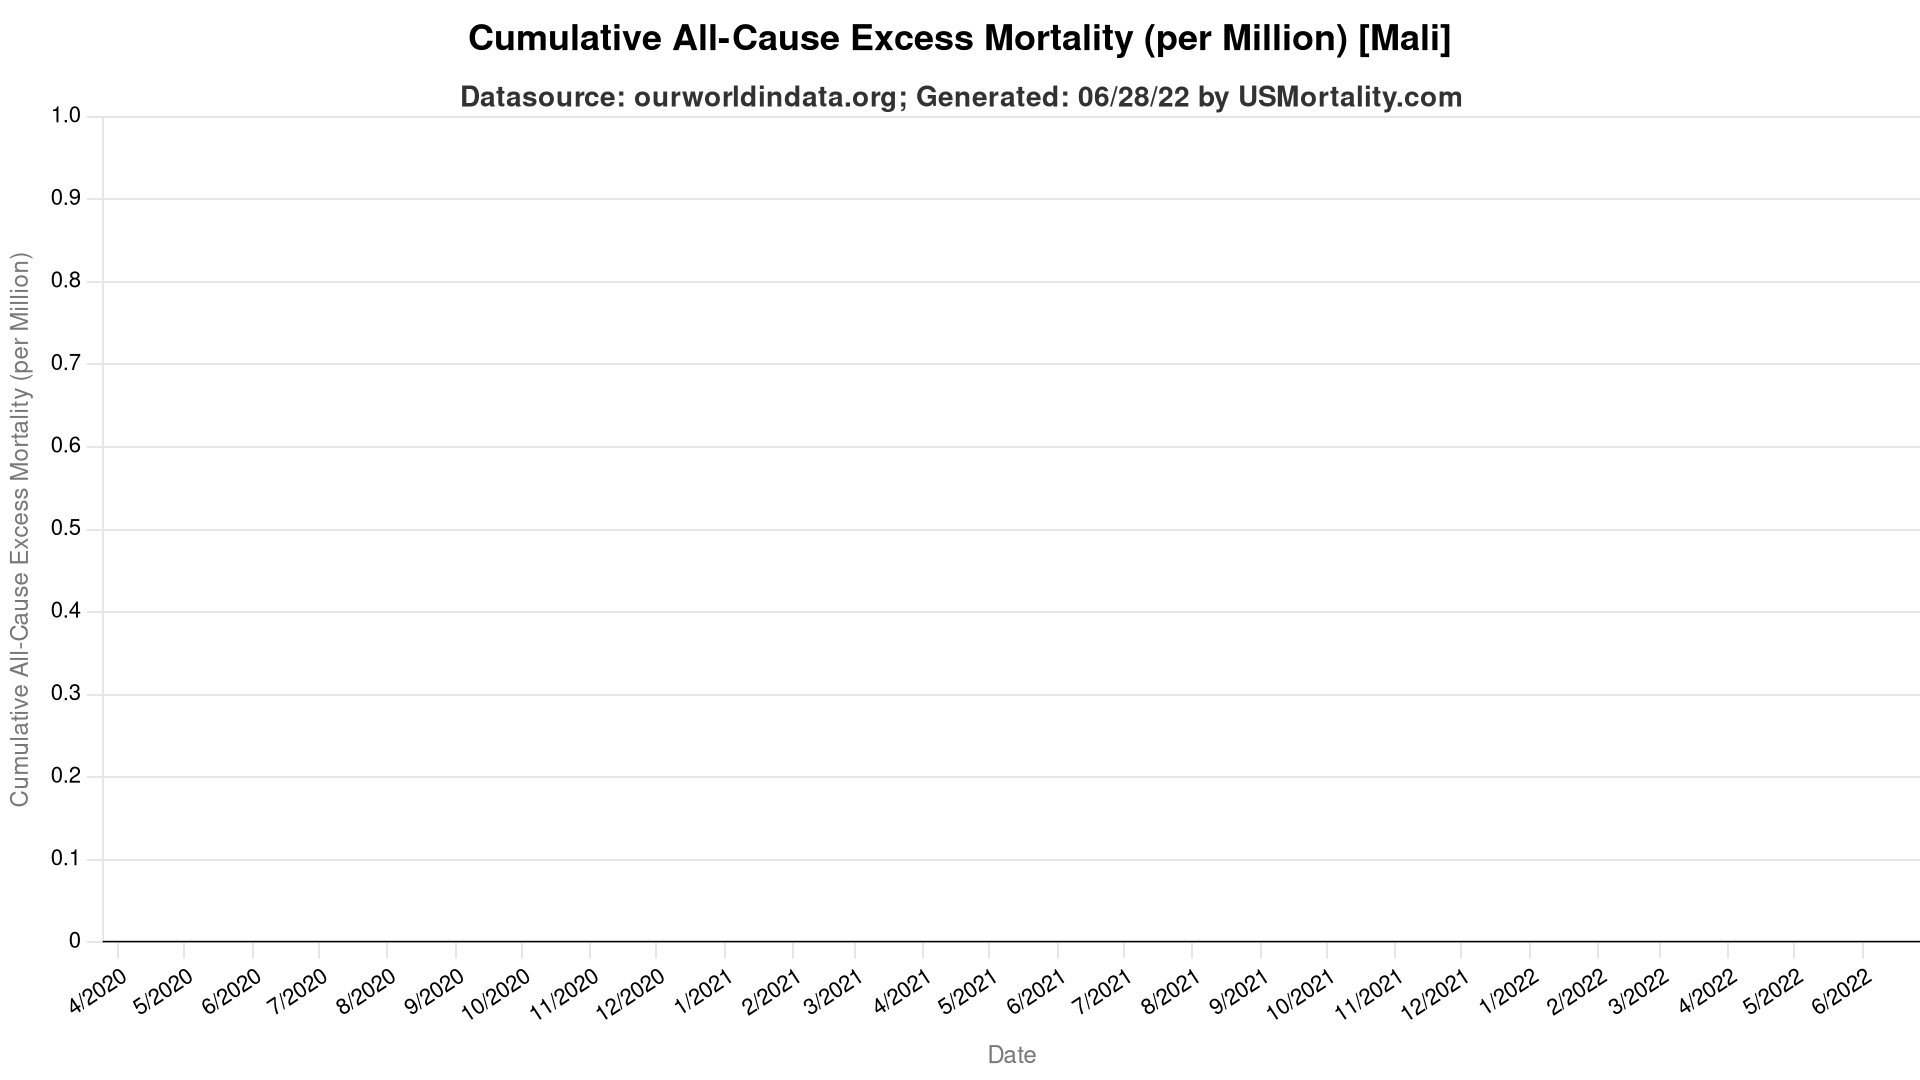 Cumulative All-Cause Excess Mortality (per Million) [Mali]
Datasource: ourworldindata.org; Generated: 06/28/22 by USMortality.com
Cumulative All-Cause Excess Mortality (per Million)
1.0
0.9
0.8
0.7
0.6
0.5
0.4
0.3
0.2
0.1
0
4/2020 5/2020 6/2020 7/2020 8/2020 9/2020 10/2020 11/2020 12/2020 1/2021 2/2021 3/2021 4/2021 5/2021 6/2021 7/2021 8/2021 9/2021 10/2021 11/2021 12/2021 1/2022 2/2022 3/2022 4/2022 5/2022 6/2022
Date